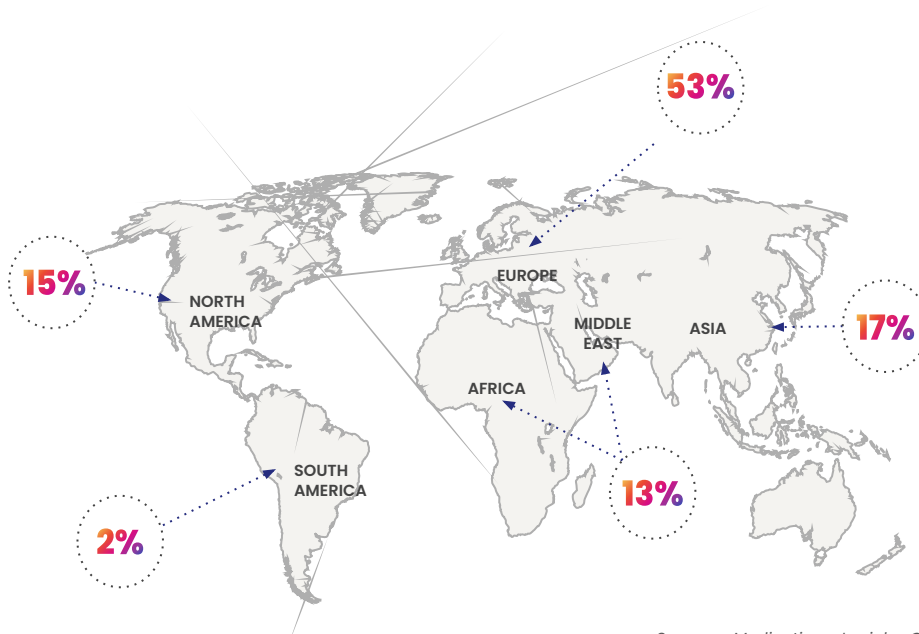 53%
15%
NORTH
AMERICA
EUROPE
MIDDLE
EAST
ASIA
17%
AFRICA
SOUTH
AMERICA
13%
2%